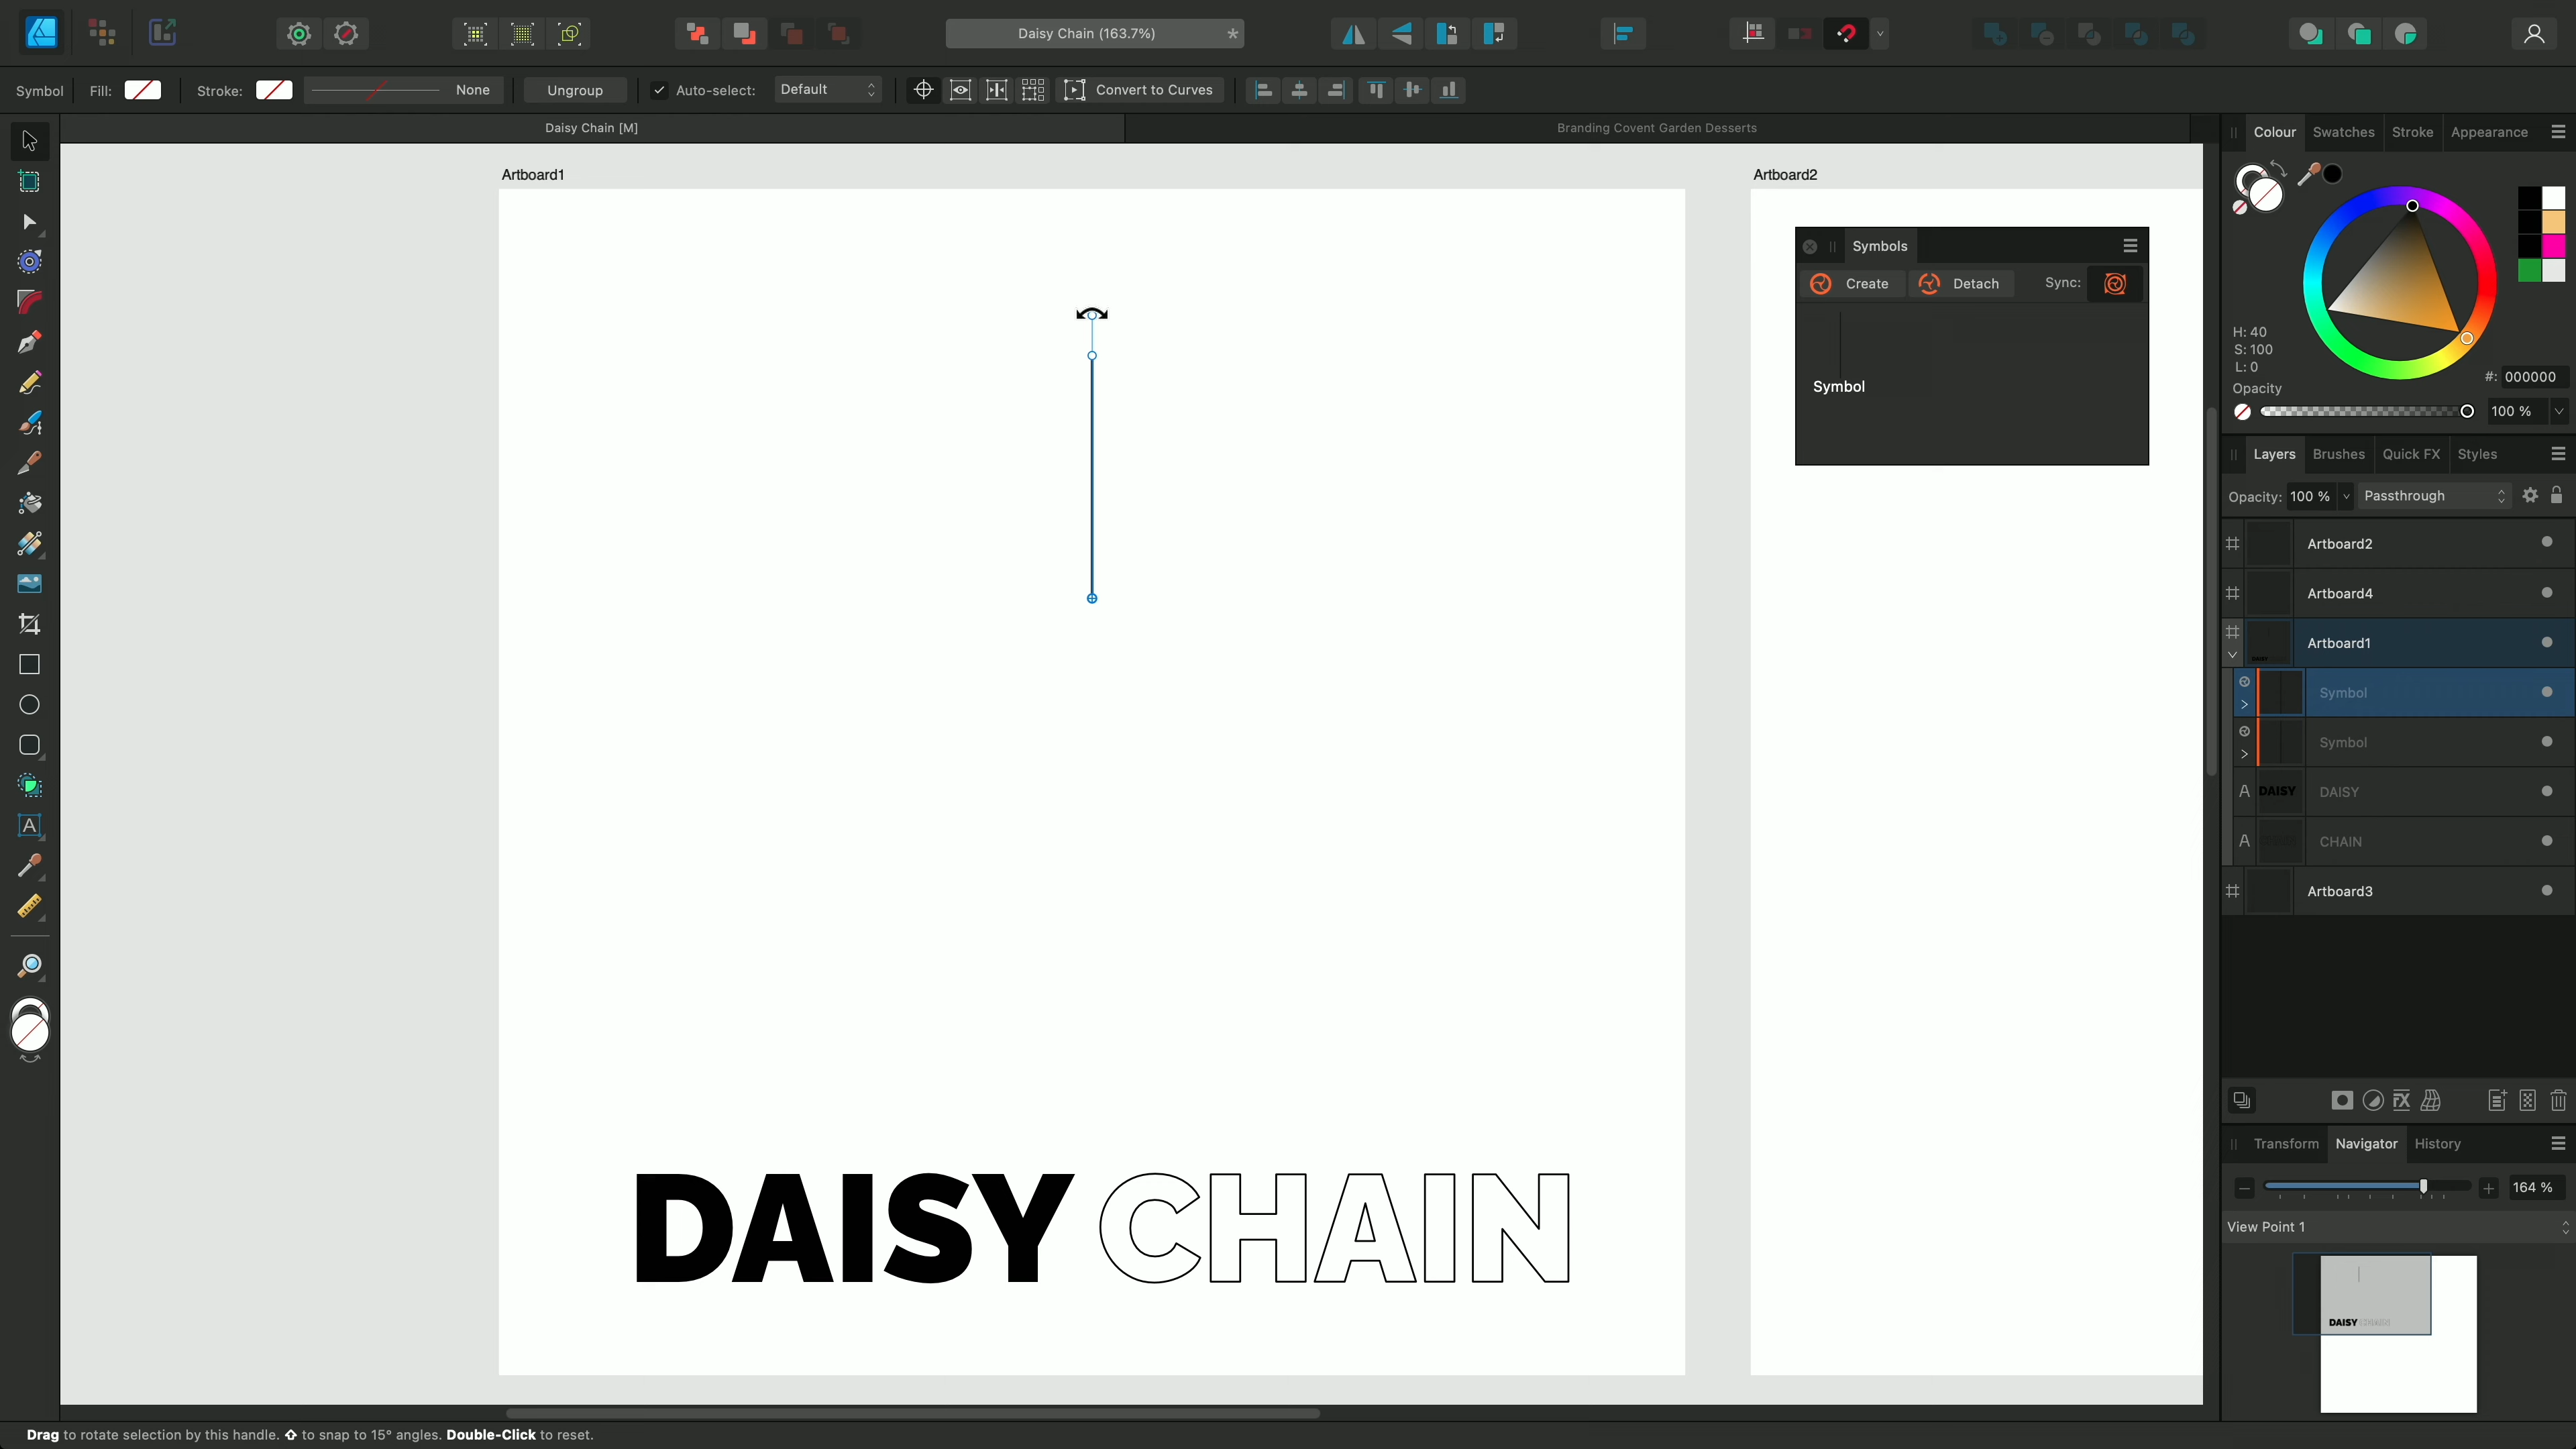 Daisy Chain (163.7%)
*
Symbol
Fill:
Stroke:
None
Ungroup
Auto-select:
Default
Convert to Curves
Daisy Chain [M]
Branding Covent Garden Desserts
Artboard1
Artboard2
Symbols
Create
Detach
Sync:
Symbol
DAISY CHAIN
Colour
Swatches
Stroke
Appearance
H: 40
S: 100
L: 0
#: 000000
Opacity
100 %
Layers
Brushes
Quick FX
Styles
Opacity: 100 %
Passthrough
Artboard2
Artboard4
Artboard1
Symbol
Symbol
A DAISY DAISY
A CHAIN
Artboard3
Transform
Navigator
History
164 %
View Point 1
DAISY CHAIN
Drag to rotate selection by this handle. ⇧ to snap to 15° angles. Double-Click to reset.